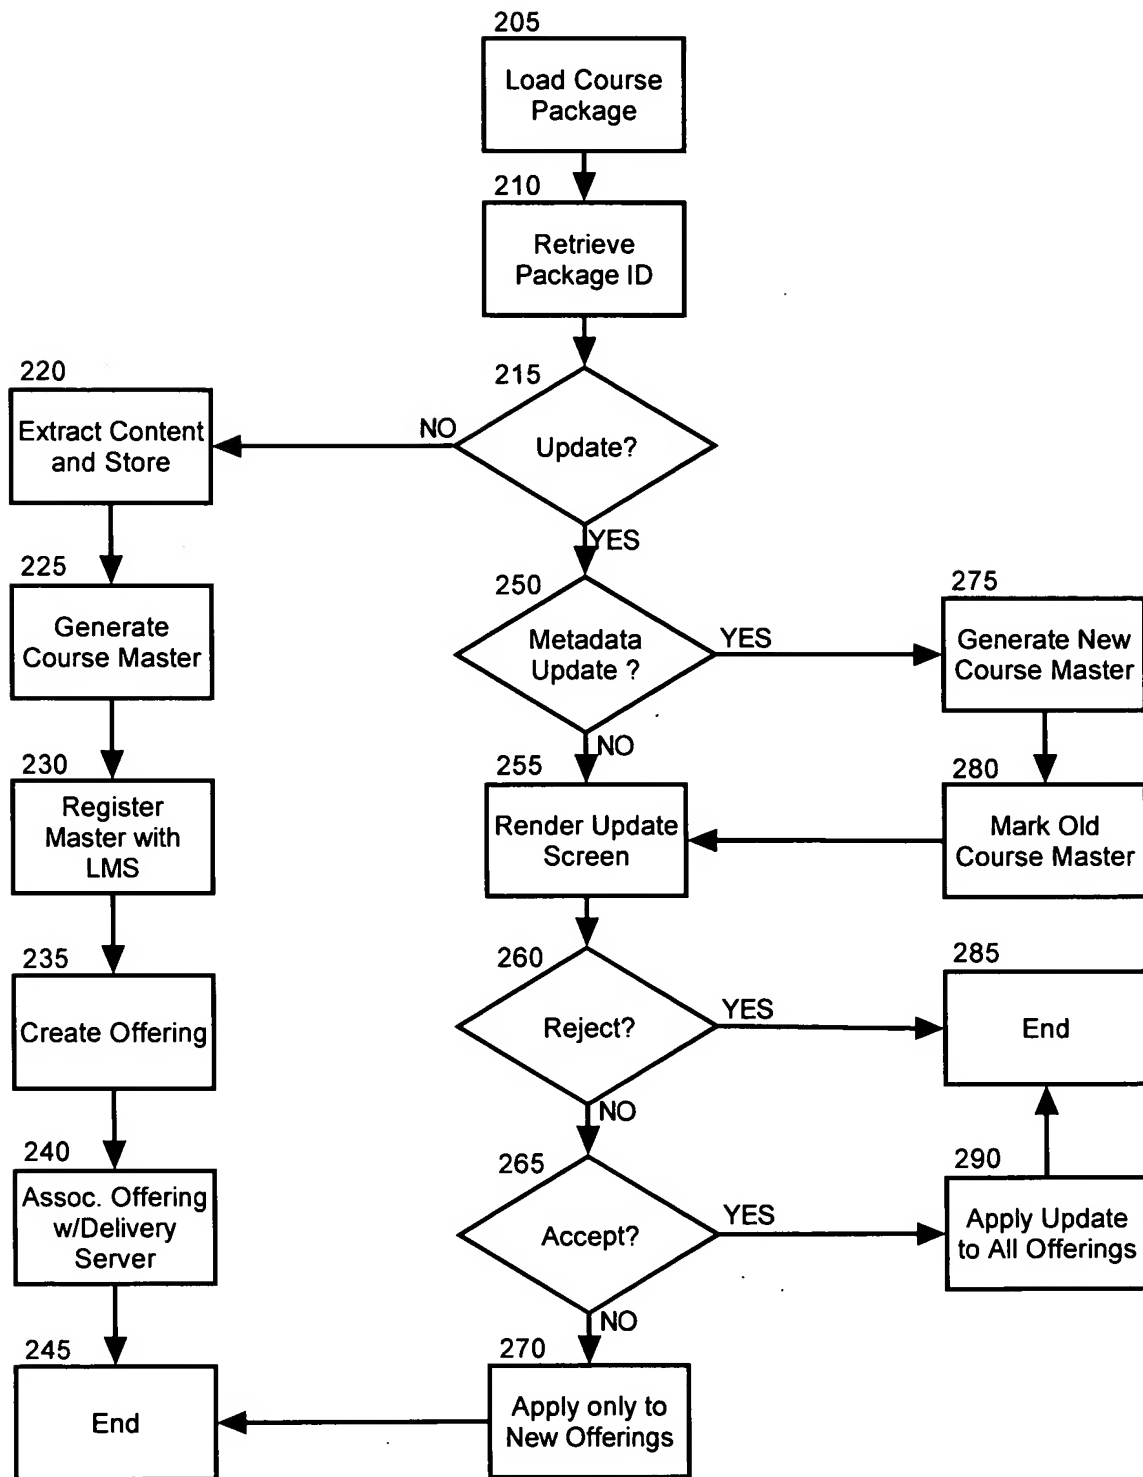 205
Load Course
Package
210
Retrieve
Package ID
215
Update?
NO
YES
220
Extract Content
and Store
225
Generate
Course Master
230
Register
Master with
LMS
235
Create Offering
240
Assoc. Offering
w/Delivery
Server
245
End
250
Metadata
Update ?
YES
NO
275
Generate New
Course Master
280
Mark Old
Course Master
255
Render Update
Screen
260
Reject?
YES
NO
285
End
265
Accept?
YES
NO
290
Apply Update
to All Offerings
270
Apply only to
New Offerings